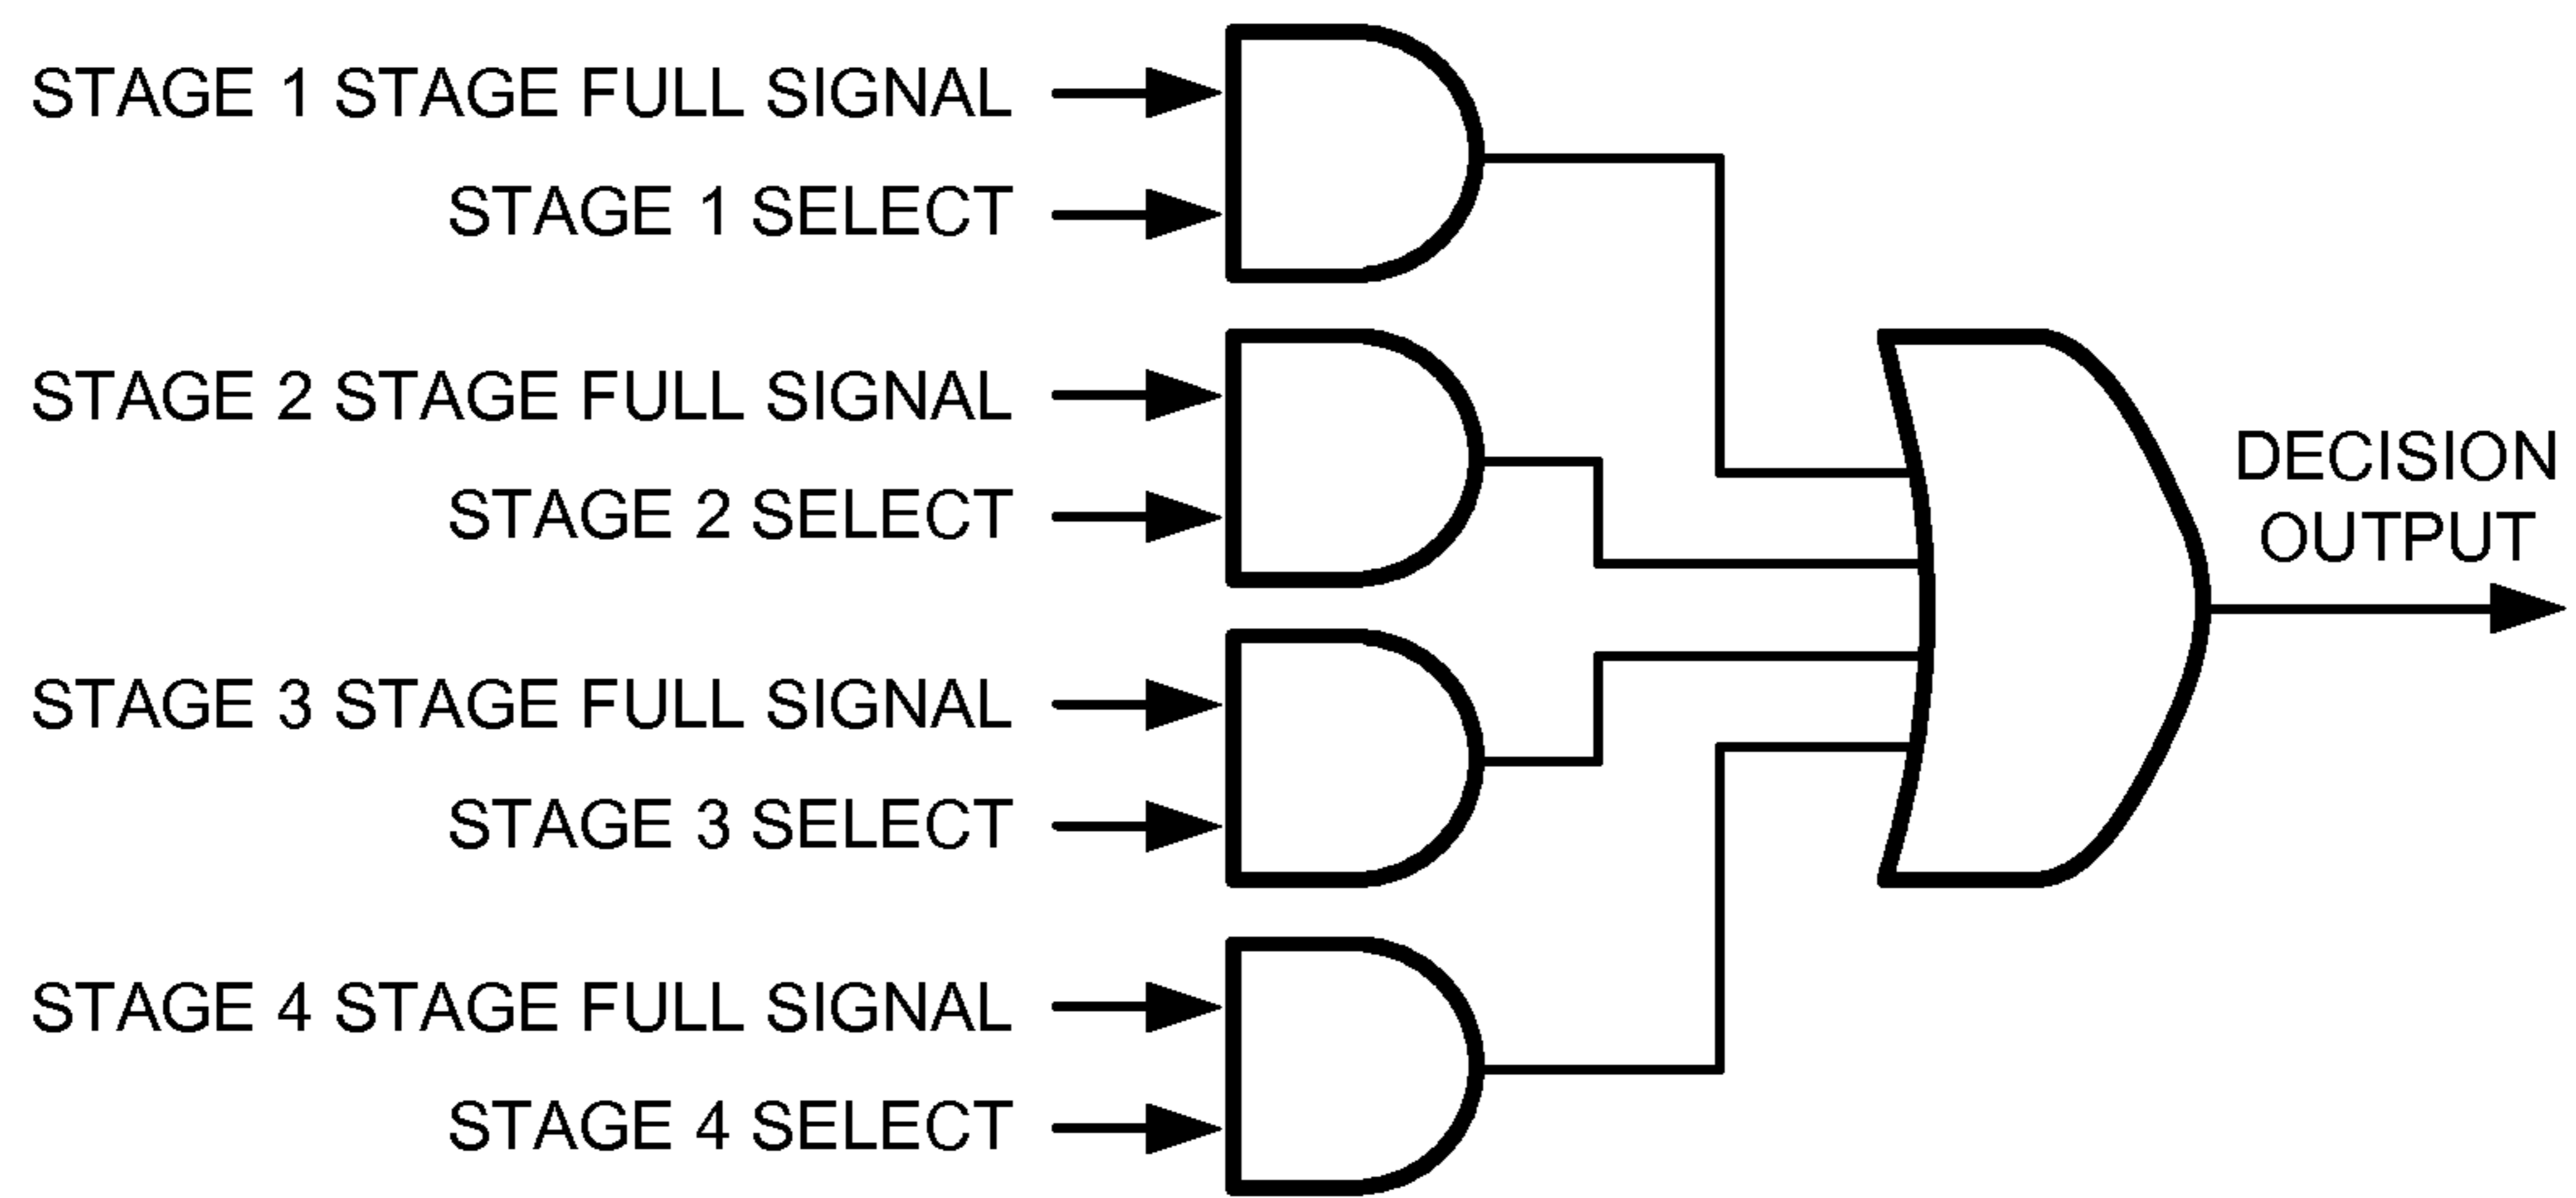 STAGE 1 STAGE FULL SIGNAL
STAGE 1 SELECT
STAGE 2 STAGE FULL SIGNAL
STAGE 2 SELECT
STAGE 3 STAGE FULL SIGNAL
STAGE 3 SELECT
STAGE 4 STAGE FULL SIGNAL
STAGE 4 SELECT
DECISION
OUTPUT